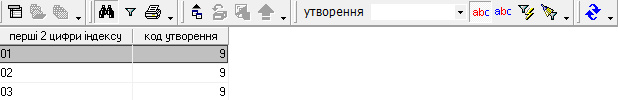 утворення abc abc
перші 2 цифри індексу код утворення
01 9
02 9
03 9